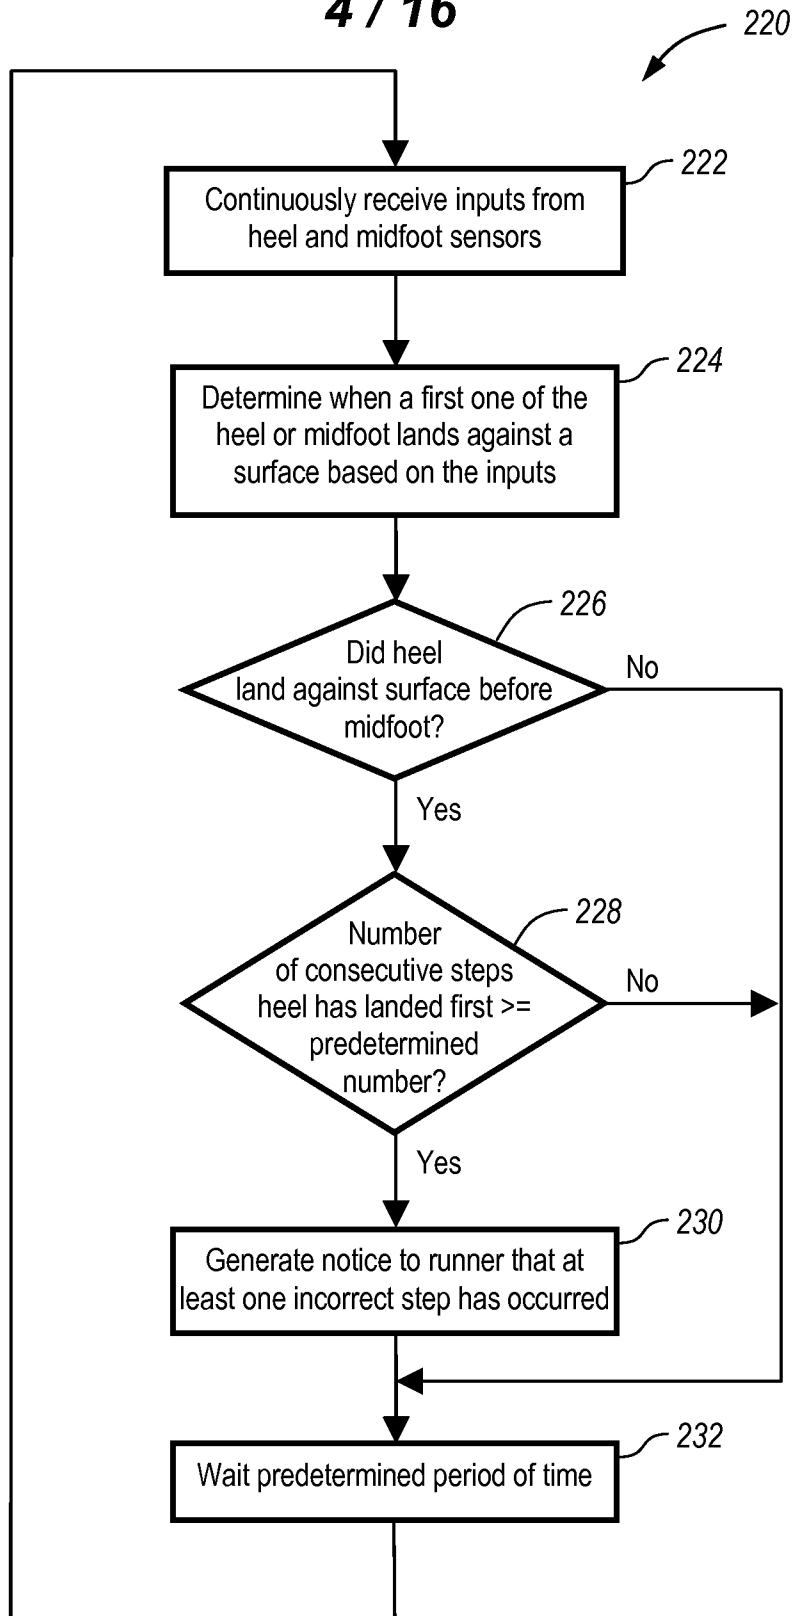 4 / 16
220
222
Continuously receive inputs from
heel and midfoot sensors
224
Determine when a first one of the
heel or midfoot lands against a
surface based on the inputs
226
Did heel
land against surface before
midfoot?
No
Yes
228
Number
of consecutive steps
heel has landed first >=
predetermined
number?
No
Yes
230
Generate notice to runner that at
least one incorrect step has occurred
232
Wait predetermined period of time